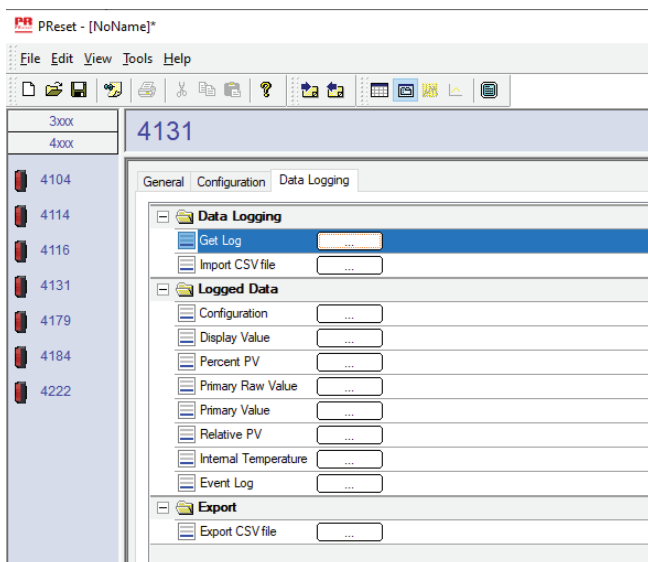 PR PReset - [NoName]*
File Edit View Tools Help
3xxx
4xxx
4131
4104
4114
4116
4131
4179
4184
4222
General Configuration Data Logging
Data Logging
Get Log ...
Import CSV file ...
Logged Data
Configuration ...
Display Value ...
Percent PV ...
Primary Raw Value ...
Primary Value ...
Relative PV ...
Internal Temperature ...
Event Log ...
Export
Export CSV file ...